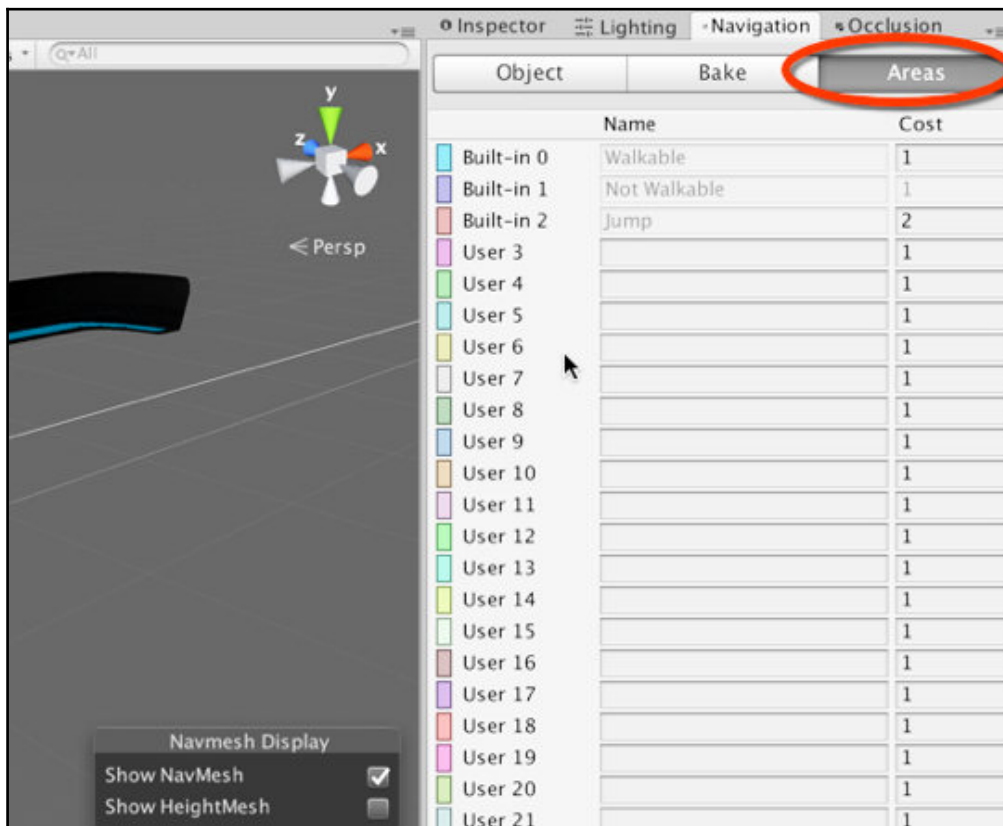 Inspector Lighting Navigation Occlusion
All
Object Bake Areas
Name Cost
y
z
x
Persp
Built-in 0 Walkable 1
Built-in 1 Not Walkable 1
Built-in 2 Jump 2
User 3 1
User 4 1
User 5 1
User 6 1
User 7 1
User 8 1
User 9 1
User 10 1
User 11 1
User 12 1
User 13 1
User 14 1
User 15 1
User 16 1
User 17 1
User 18 1
User 19 1
User 20 1
User 21 1
Navmesh Display
Show NavMesh
Show HeightMesh